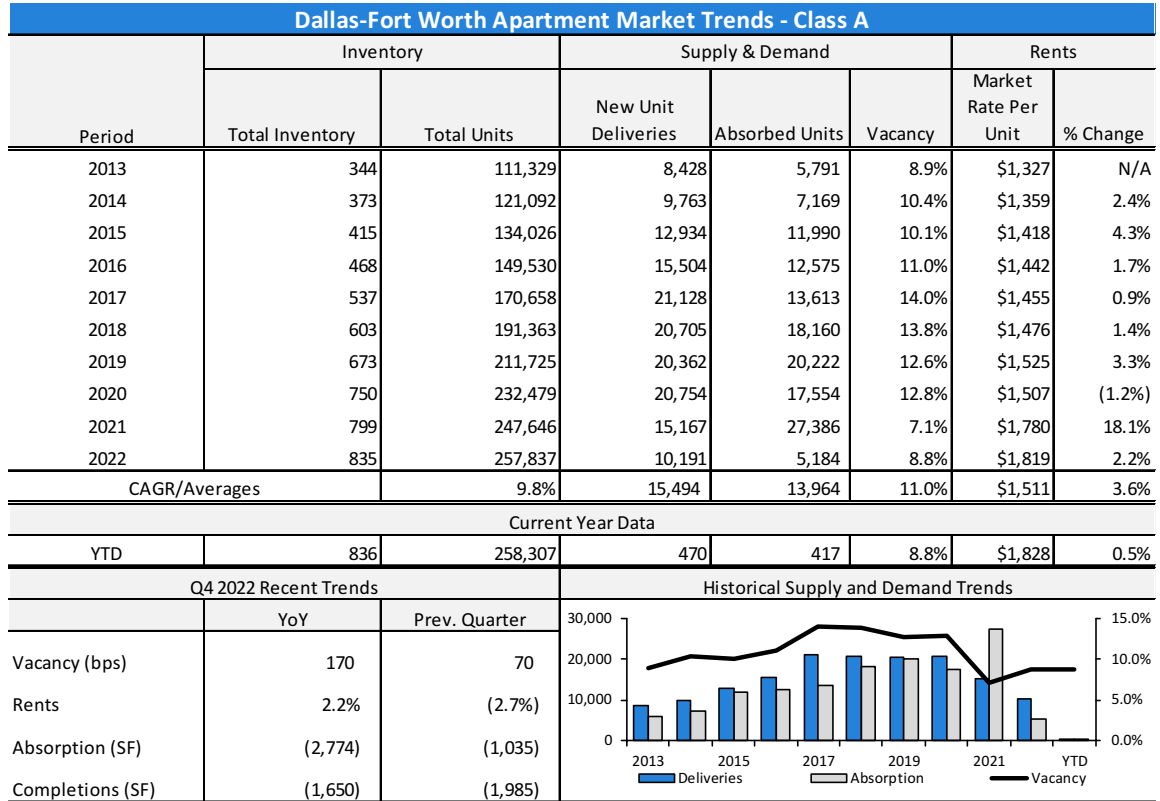 Dallas-Fort Worth Apartment Market Trends - Class A
Inventory Supply & Demand Rents
Period Total Inventory Total Units New Unit Deliveries Absorbed Units Vacancy Market Rate Per Unit % Change
2013 344 111,329 8,428 5,791 8.9% $1,327 N/A
2014 373 121,092 9,763 7,169 10.4% $1,359 2.4%
2015 415 134,026 12,934 11,990 10.1% $1,418 4.3%
2016 468 149,530 15,504 12,575 11.0% $1,442 1.7%
2017 537 170,658 21,128 13,613 14.0% $1,455 0.9%
2018 603 191,363 20,705 18,160 13.8% $1,476 1.4%
2019 673 211,725 20,362 20,222 12.6% $1,525 3.3%
2020 750 232,479 20,754 17,554 12.8% $1,507 (1.2%)
2021 799 247,646 15,167 27,386 7.1% $1,780 18.1%
2022 835 257,837 10,191 5,184 8.8% $1,819 2.2%
CAGR/Averages 9.8% 15,494 13,964 11.0% $1,511 3.6%
Current Year Data
YTD 836 258,307 470 417 8.8% $1,828 0.5%
Q4 2022 Recent Trends
YoY Prev. Quarter
Vacancy (bps) 170 70
Rents 2.2% (2.7%)
Absorption (SF) (2,774) (1,035)
Completions (SF) (1,650) (1,985)
Historical Supply and Demand Trends
30,000 15.0%
20,000 10.0%
10,000 5.0%
0 0.0%
2013 2015 2017 2019 2021 YTD
Deliveries Absorption Vacancy